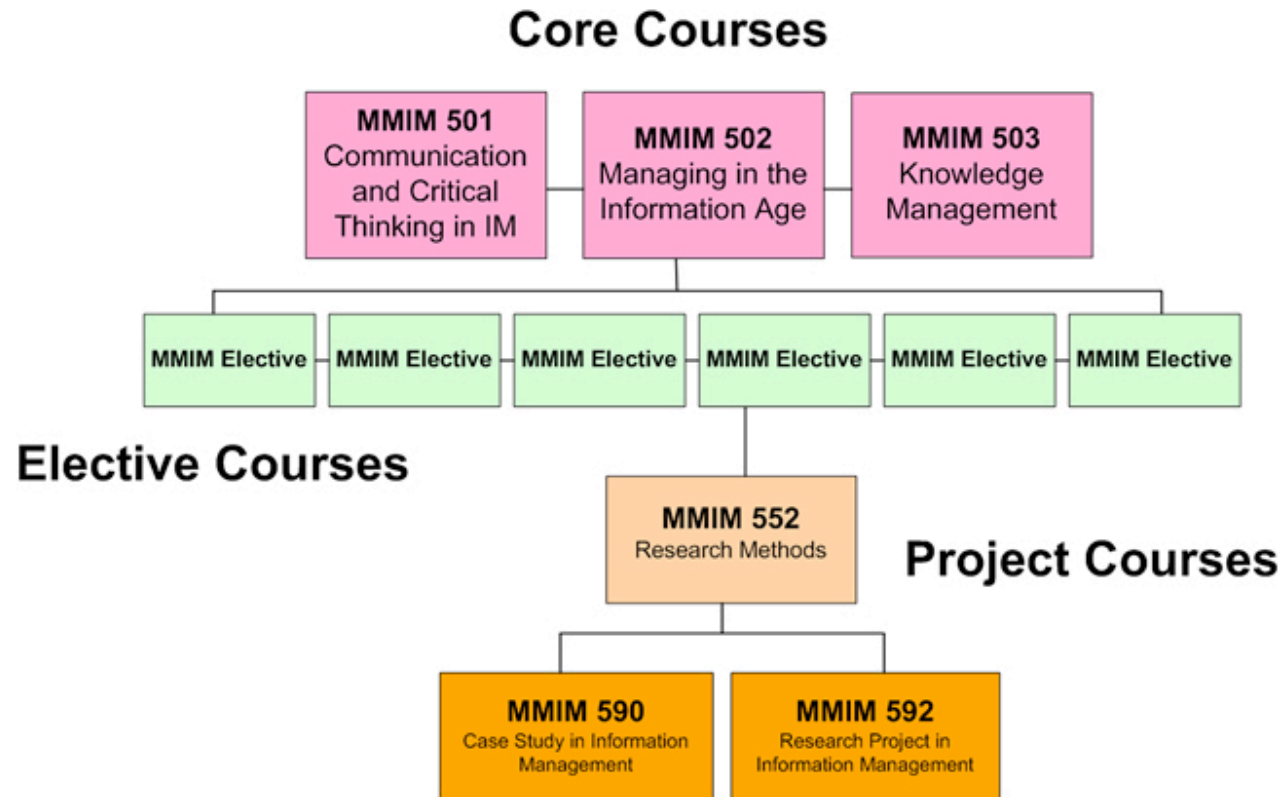 Core Courses
MMIM 501
Communication
and Critical
Thinking in IM
MMIM 502
Managing in the
Information Age
MMIM 503
Knowledge
Management
MMIM Elective
MMIM Elective
MMIM Elective
MMIM Elective
MMIM Elective
MMIM Elective
Elective Courses
MMIM 552
Research Methods
Project Courses
MMIM 590
Case Study in Information
Management
MMIM 592
Research Project in
Information Management